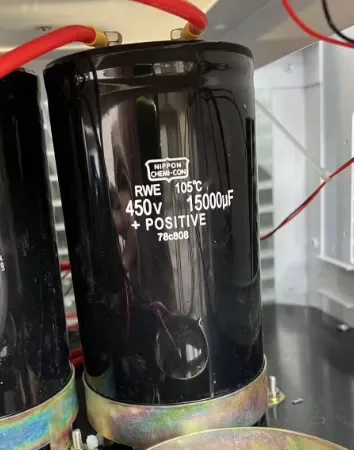 NIPPON
CHEMI-CON
RWE 105℃
450V 15000µF
+ POSITIVE
78c808